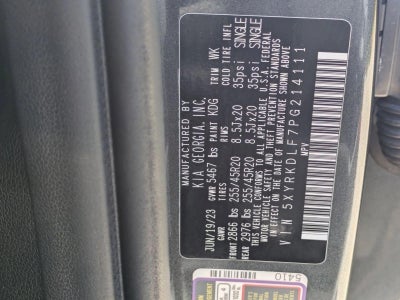 MANUFACTURED BY
KIA GEORGIA, INC.
JUN/19/23 GVWR 5467 lbs PAINT KDG TRIM WK
GAWR TIRES RIMS COLD TIRE INFL
FRONT 2866 lbs 255/45R20 8.5Jx20 35psi SINGLE
REAR 2976 lbs 255/45R20 8.5Jx20 35psi SINGLE
THIS VEHICLE CONFORMS TO ALL APPLICABLE U.S.A. FEDERAL
MOTOR VEHICLE SAFETY AND THEFT PREVENTION STANDARDS
IN EFFECT ON THE DATE OF MANUFACTURE SHOWN ABOVE
VIN 5XYRKDLF7PG214111
MPV
5410